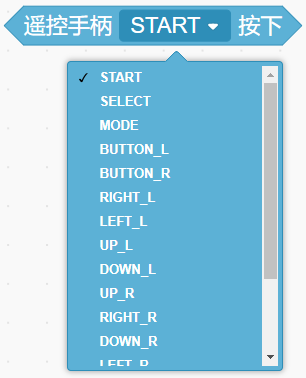 遥控手柄 START 按下
START
SELECT
MODE
BUTTON_L
BUTTON_R
RIGHT_L
LEFT_L
UP_L
DOWN_L
UP_R
RIGHT_R
DOWN_R
LEFT_R